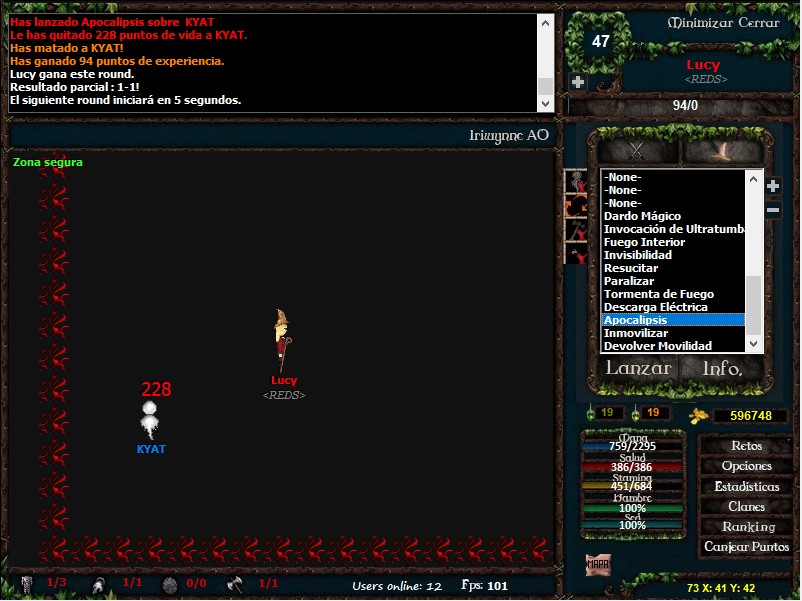 Has lanzado Apocalipsis sobre KYAT
Le has quitado 228 puntos de vida a KYAT.
Has matado a KYAT!
Has ganado 94 puntos de experiencia.
Lucy gana este round.
Resultado parcial : 1-1!
El siguiente round iniciará en 5 segundos.
47
Minimizar Cerrar
Lucy
<REDS>
94/0
Iriwynne AO
Zona segura
228
KYAT
Lucy
<REDS>
-None-
-None-
-None-
Dardo Mágico
Invocación de Ultratumba
Fuego Interior
Invisibilidad
Resucitar
Paralizar
Tormenta de Fuego
Descarga Eléctrica
Apocalipsis
Inmovilizar
Devolver Movilidad
Lanzar Info.
19 19 596748
Mana
759/2295
Salud
386/386
Stamina
451/684
Hambre
100%
Sed
100%
Retos
Opciones
Estadísticas
Clanes
Ranking
Canjear Puntos
MAPA
1/3 1/1 0/0 1/1 Users online: 12 Fps: 101
73 X: 41 Y: 42